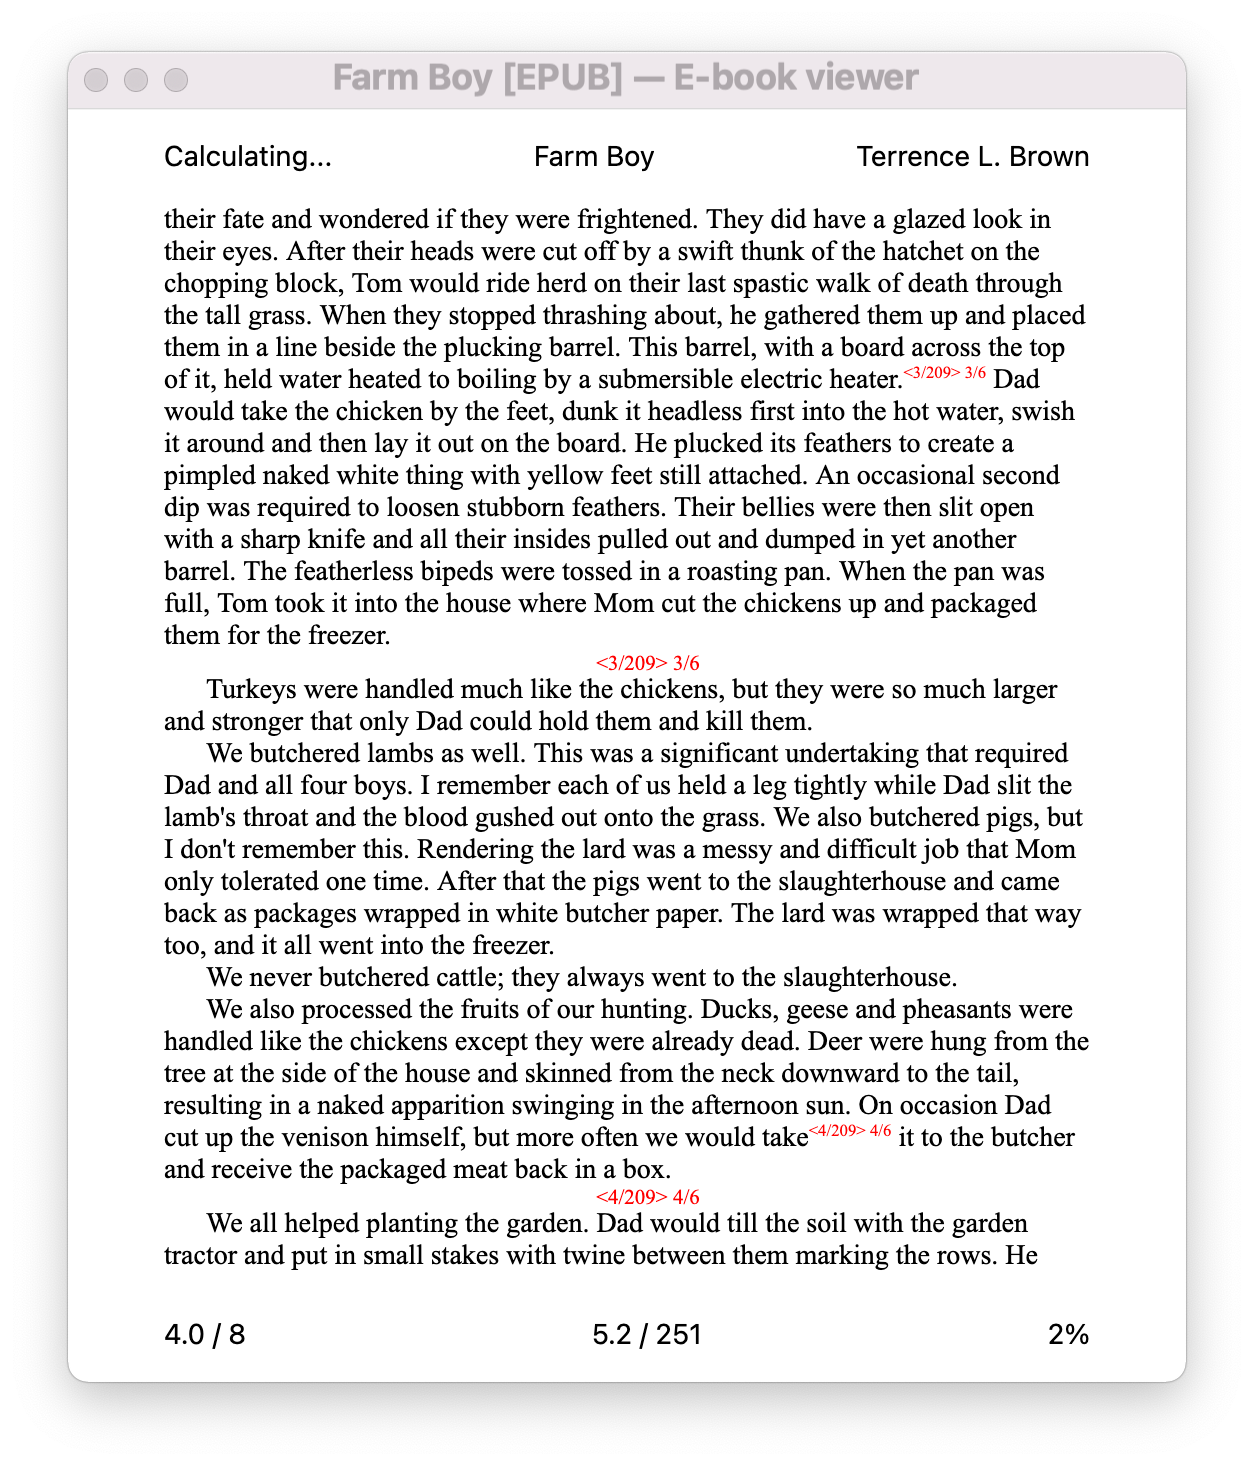 Farm Boy [EPUB] — E-book viewer
Calculating... Farm Boy Terrence L. Brown
their fate and wondered if they were frightened. They did have a glazed look in
their eyes. After their heads were cut off by a swift thunk of the hatchet on the
chopping block, Tom would ride herd on their last spastic walk of death through
the tall grass. When they stopped thrashing about, he gathered them up and placed
them in a line beside the plucking barrel. This barrel, with a board across the top
of it, held water heated to boiling by a submersible electric heater.<3/209> 3/6 Dad
would take the chicken by the feet, dunk it headless first into the hot water, swish
it around and then lay it out on the board. He plucked its feathers to create a
pimpled naked white thing with yellow feet still attached. An occasional second
dip was required to loosen stubborn feathers. Their bellies were then slit open
with a sharp knife and all their insides pulled out and dumped in yet another
barrel. The featherless bipeds were tossed in a roasting pan. When the pan was
full, Tom took it into the house where Mom cut the chickens up and packaged
them for the freezer.
<3/209> 3/6
Turkeys were handled much like the chickens, but they were so much larger
and stronger that only Dad could hold them and kill them.
We butchered lambs as well. This was a significant undertaking that required
Dad and all four boys. I remember each of us held a leg tightly while Dad slit the
lamb's throat and the blood gushed out onto the grass. We also butchered pigs, but
I don't remember this. Rendering the lard was a messy and difficult job that Mom
only tolerated one time. After that the pigs went to the slaughterhouse and came
back as packages wrapped in white butcher paper. The lard was wrapped that way
too, and it all went into the freezer.
We never butchered cattle; they always went to the slaughterhouse.
We also processed the fruits of our hunting. Ducks, geese and pheasants were
handled like the chickens except they were already dead. Deer were hung from the
tree at the side of the house and skinned from the neck downward to the tail,
resulting in a naked apparition swinging in the afternoon sun. On occasion Dad
cut up the venison himself, but more often we would take<4/209> 4/6 it to the butcher
and receive the packaged meat back in a box.
<4/209> 4/6
We all helped planting the garden. Dad would till the soil with the garden
tractor and put in small stakes with twine between them marking the rows. He
4.0 / 8 5.2 / 251 2%